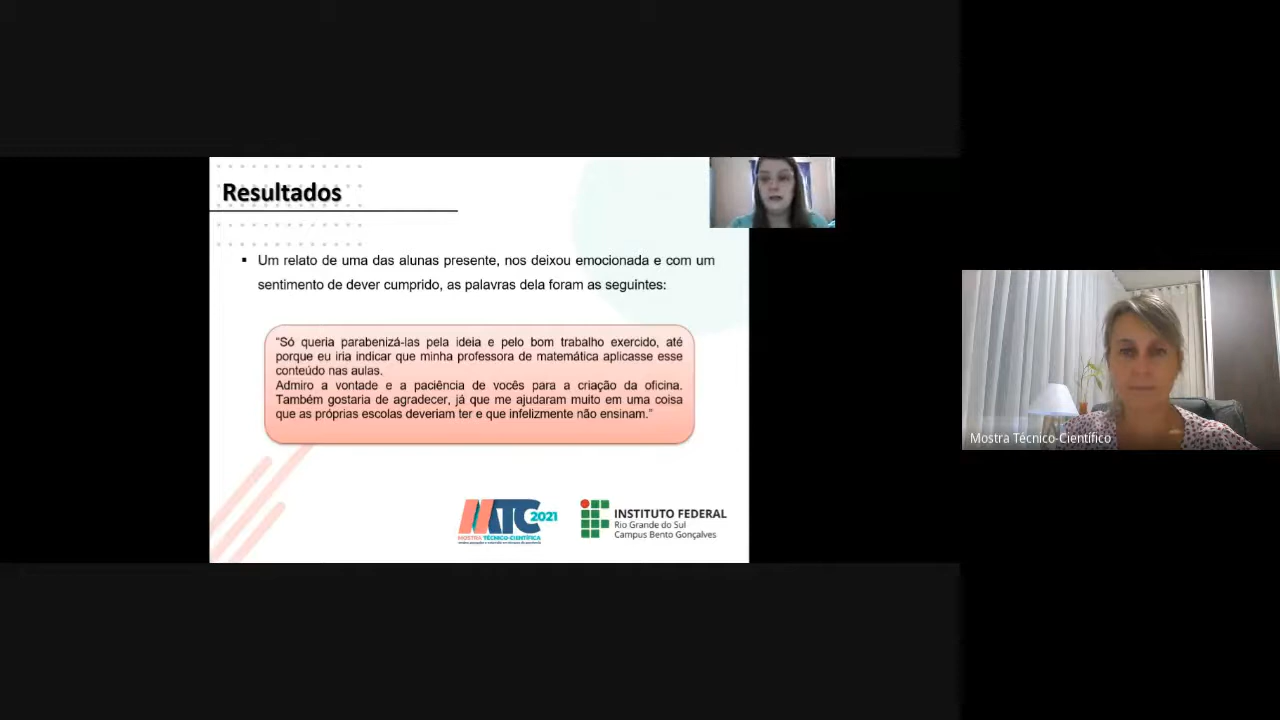 Resultados
▪ Um relato de uma das alunas presente, nos deixou emocionada e com um
sentimento de dever cumprido, as palavras dela foram as seguintes:
“Só queria parabenizá-las pela ideia e pelo bom trabalho exercido, até
porque eu iria indicar que minha professora de matemática aplicasse esse
conteúdo nas aulas.
Admiro a vontade e a paciência de vocês para a criação da oficina.
Também gostaria de agradecer, já que me ajudaram muito em uma coisa
que as próprias escolas deveriam ter e que infelizmente não ensinam.”
MTC 2021
MOSTRA TÉCNICO-CIENTÍFICA
INSTITUTO FEDERAL
Rio Grande do Sul
Campus Bento Gonçalves
Mostra Técnico-Científico